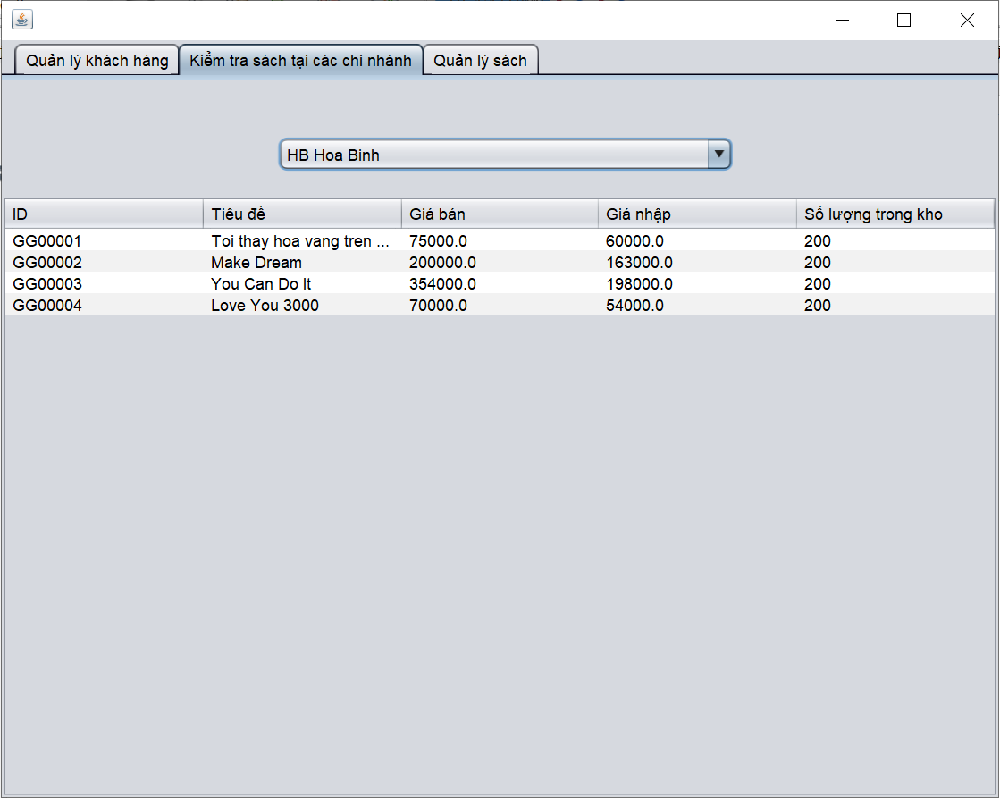 Quản lý khách hàng Kiểm tra sách tại các chi nhánh Quản lý sách
HB Hoa Binh
ID Tiêu đề Giá bán Giá nhập Số lượng trong kho
GG00001 Toi thay hoa vang tren ... 75000.0 60000.0 200
GG00002 Make Dream 200000.0 163000.0 200
GG00003 You Can Do It 354000.0 198000.0 200
GG00004 Love You 3000 70000.0 54000.0 200